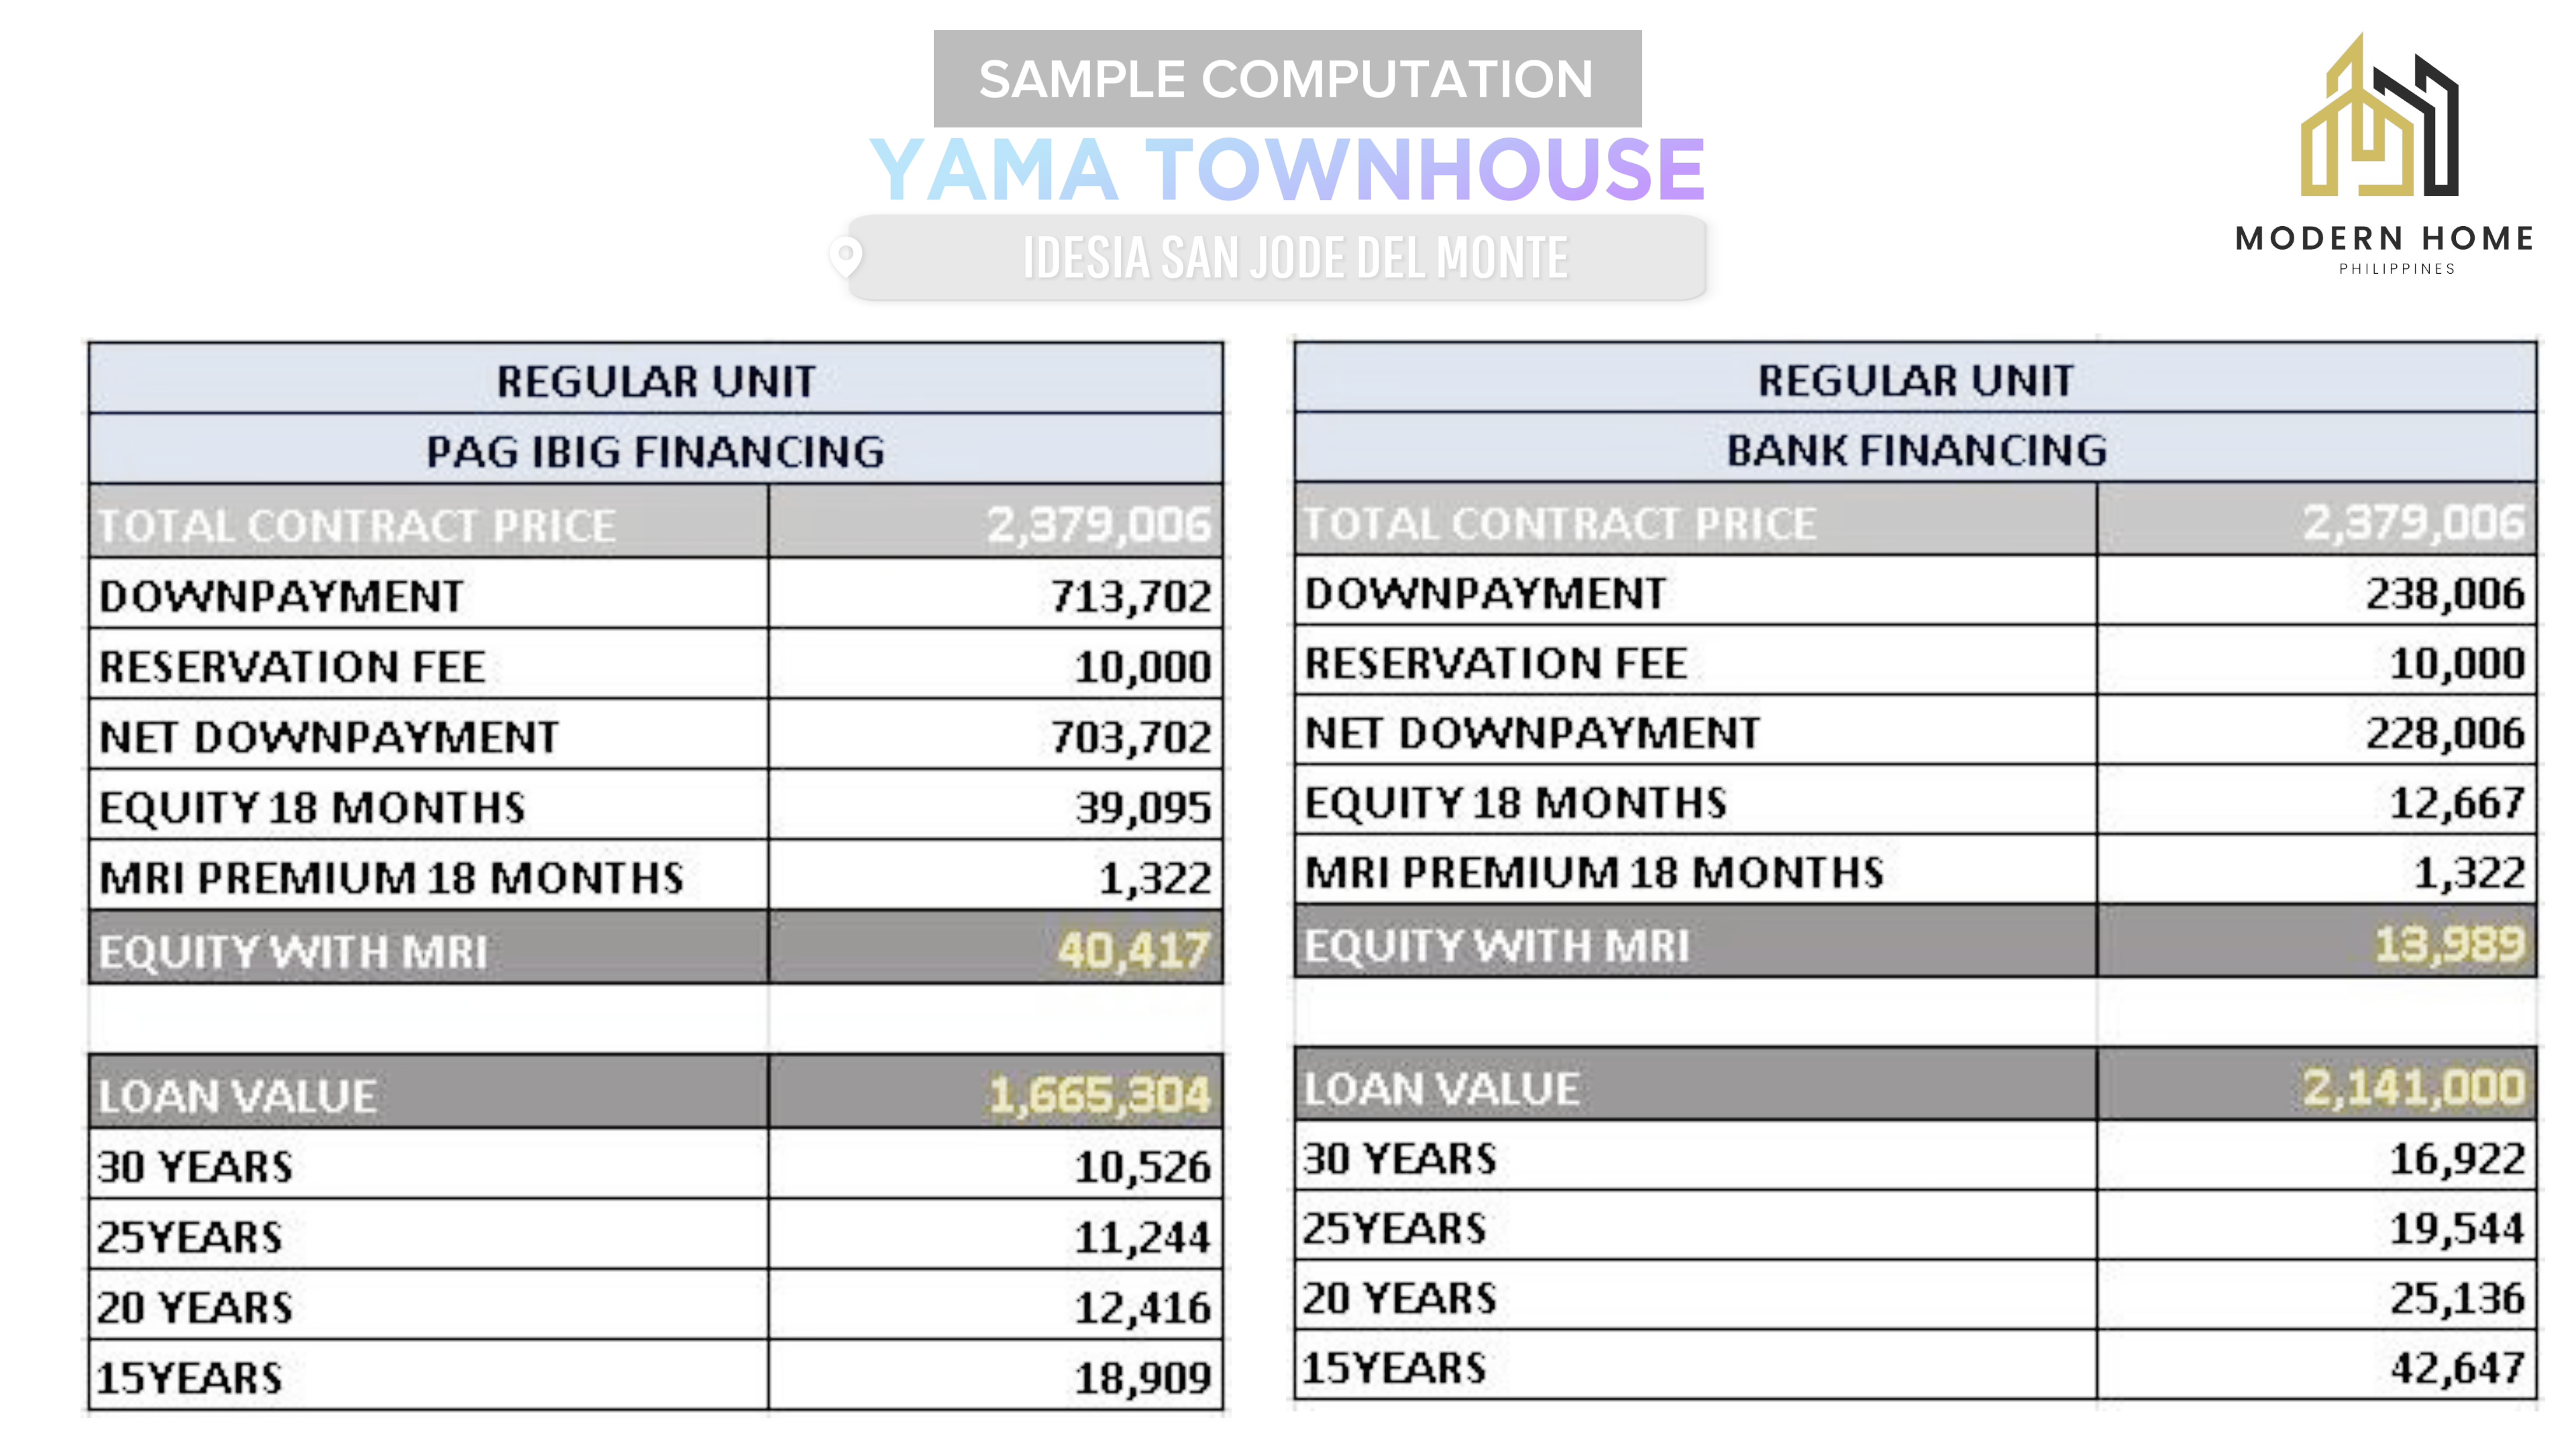 SAMPLE COMPUTATION
YAMA TOWNHOUSE
IDESIA SAN JODE DEL MONTE
MODERN HOME
PHILIPPINES
REGULAR UNIT
PAG IBIG FINANCING
TOTAL CONTRACT PRICE 2,379,006
DOWNPAYMENT 713,702
RESERVATION FEE 10,000
NET DOWNPAYMENT 703,702
EQUITY 18 MONTHS 39,095
MRI PREMIUM 18 MONTHS 1,322
EQUITY WITH MRI 40,417
LOAN VALUE 1,665,304
30 YEARS 10,526
25YEARS 11,244
20 YEARS 12,416
15YEARS 18,909
REGULAR UNIT
BANK FINANCING
TOTAL CONTRACT PRICE 2,379,006
DOWNPAYMENT 238,006
RESERVATION FEE 10,000
NET DOWNPAYMENT 228,006
EQUITY 18 MONTHS 12,667
MRI PREMIUM 18 MONTHS 1,322
EQUITY WITH MRI 13,989
LOAN VALUE 2,141,000
30 YEARS 16,922
25YEARS 19,544
20 YEARS 25,136
15YEARS 42,647